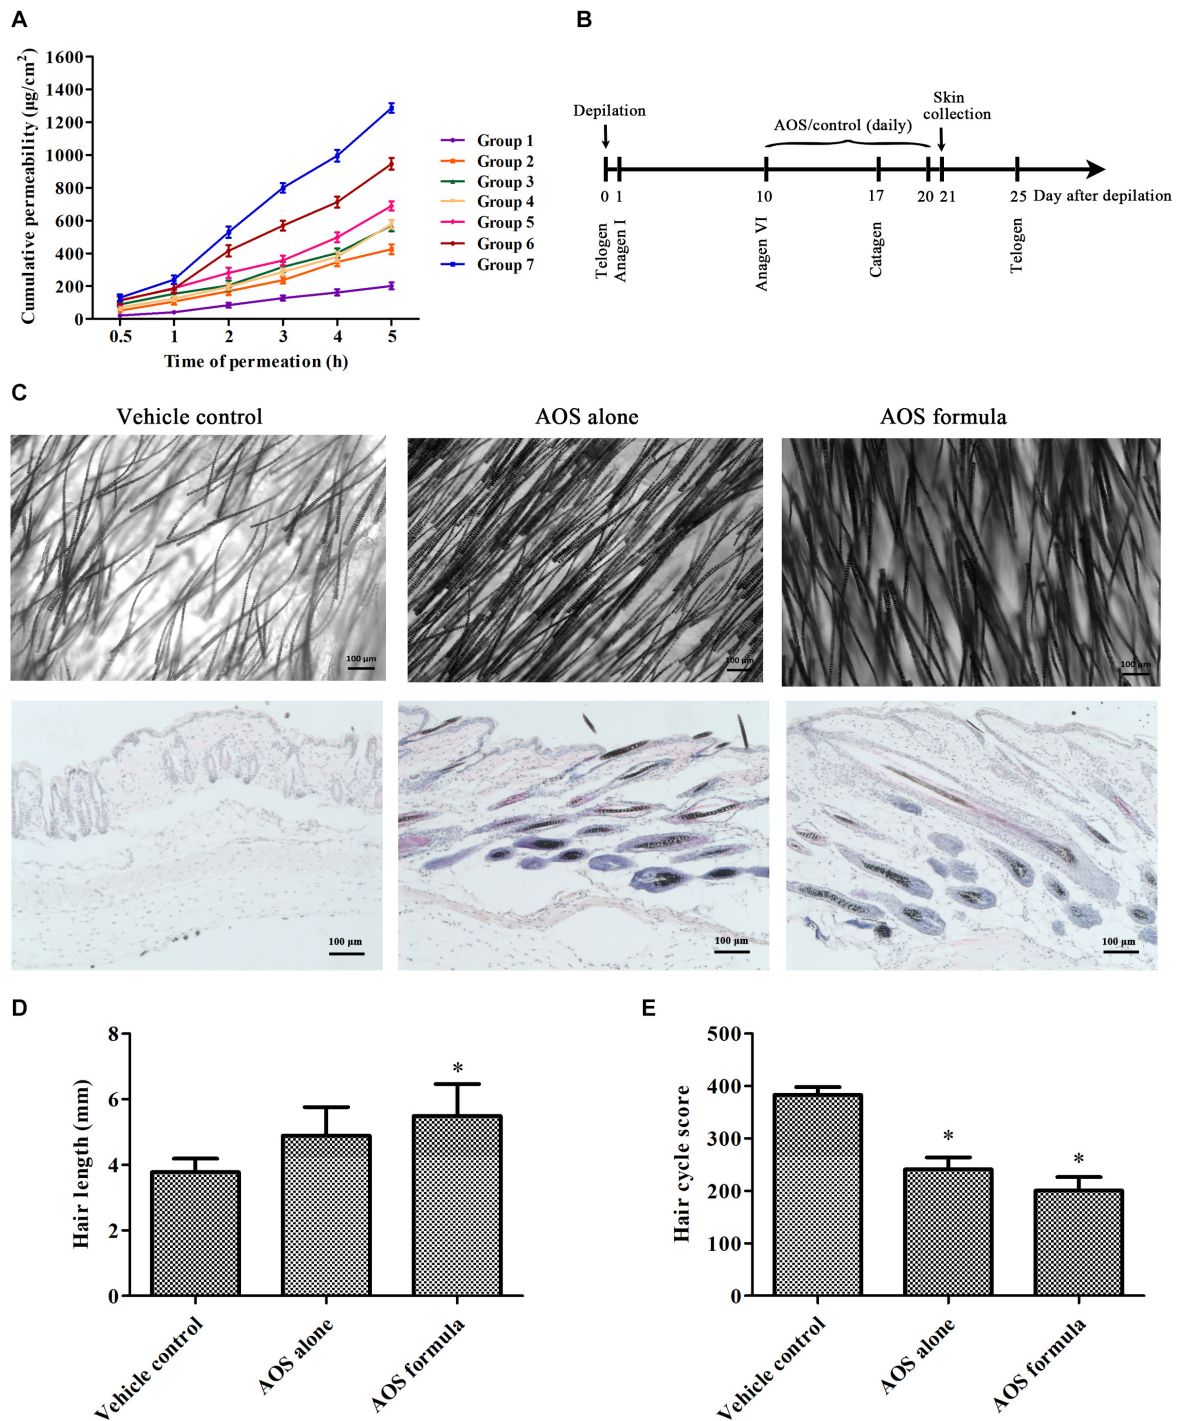 A
Cumulative permeability (µg/cm²)
1600
1400
1200
1000
800
600
400
200
0
0.5 1 2 3 4 5
Time of permeation (h)
Group 1
Group 2
Group 3
Group 4
Group 5
Group 6
Group 7
B
Depilation
AOS/control (daily)
Skin
collection
0 1 10 17 20 21 25 Day after depilation
Telogen
Anagen I
Anagen VI
Catagen
Telogen
C
Vehicle control
AOS alone
AOS formula
100 µm
100 µm
100 µm
100 µm
100 µm
100 µm
D
Hair length (mm)
8
6
4
2
0
*
Vehicle control
AOS alone
AOS formula
E
Hair cycle score
500
400
300
200
100
0
*
*
Vehicle control
AOS alone
AOS formula